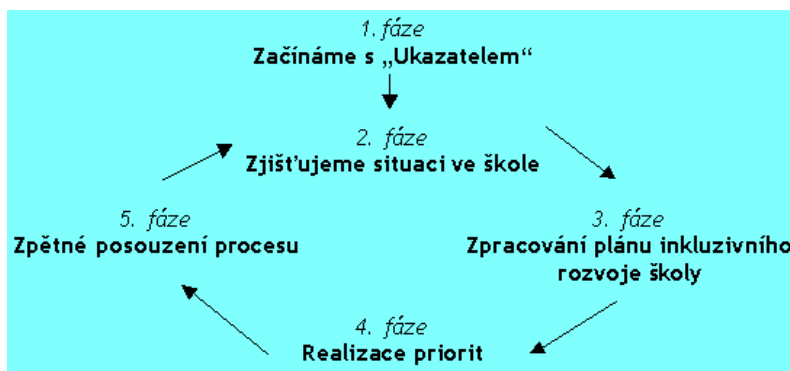 1. fáze
Začínáme s „Ukazatelem“
2. fáze
Zjišťujeme situaci ve škole
5. fáze
Zpětné posouzení procesu
3. fáze
Zpracování plánu inkluzivního
rozvoje školy
4. fáze
Realizace priorit